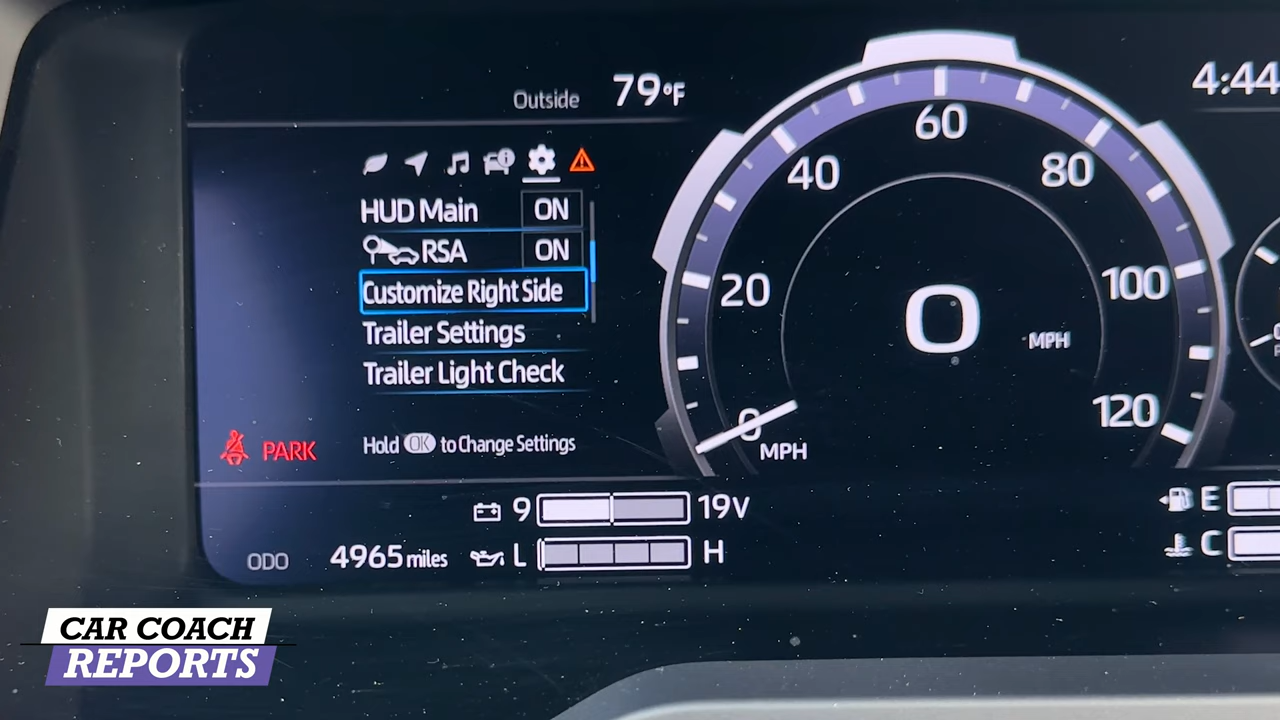 Outside 79°F
4:44
HUD Main ON
RSA ON
Customize Right Side
Trailer Settings
Trailer Light Check
Hold OK to Change Settings
PARK
0 20 40 60 80 100 120
MPH
0 MPH
9 19V
L H
E
C
ODO 4965 miles
CAR COACH
REPORTS